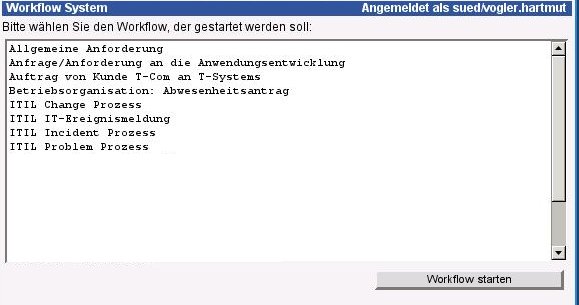 Workflow System Angemeldet als sued/vogler.hartmut
Bitte wählen Sie den Workflow, der gestartet werden soll:
Allgemeine Anforderung
Anfrage/Anforderung an die Anwendungsentwicklung
Auftrag von Kunde T-Com an T-Systems
Betriebsorganisation: Abwesenheitsantrag
ITIL Change Prozess
ITIL IT-Ereignismeldung
ITIL Incident Prozess
ITIL Problem Prozess
Workflow starten